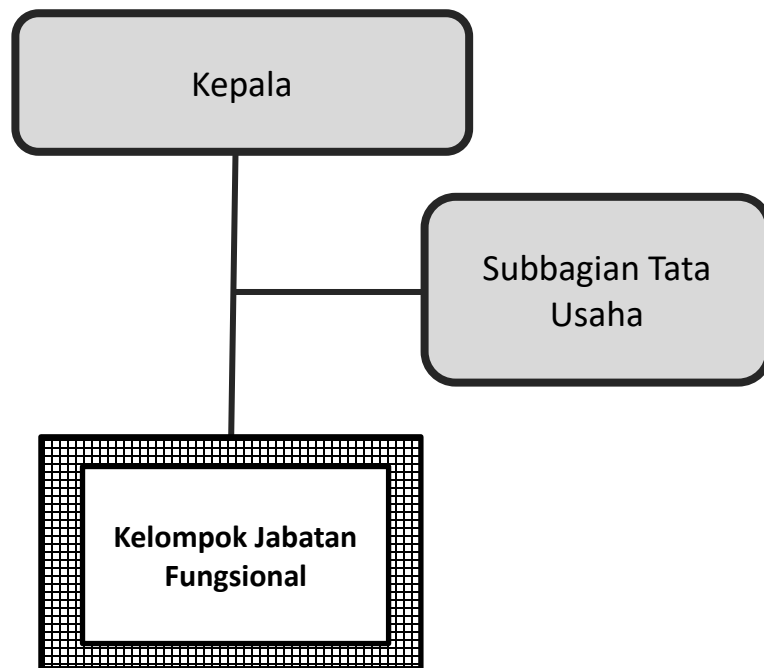 Kepala
Subbagian Tata
Usaha
Kelompok Jabatan
Fungsional